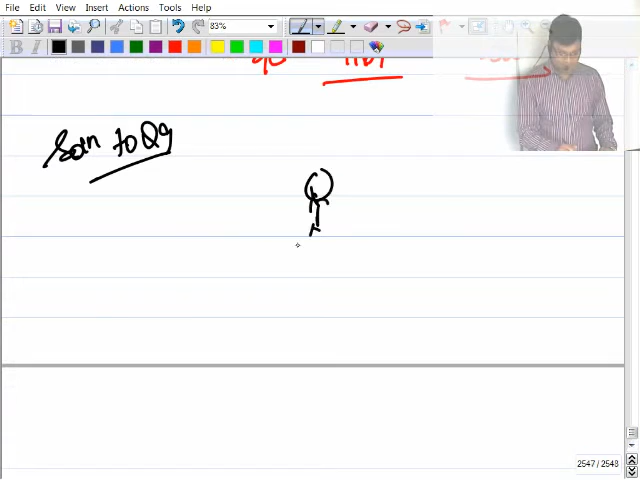 File Edit View Insert Actions Tools Help
83%
B I
Soln to Q9
2547/2548